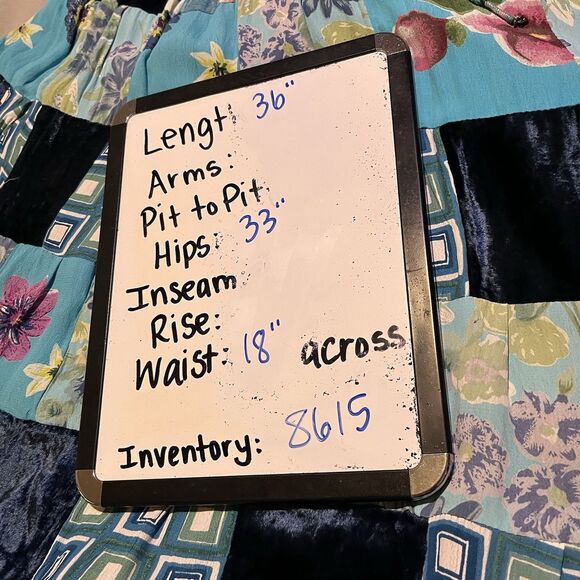 Lengt 36"
Arms:
Pit to Pit
Hips: 33"
Inseam
Rise:
Waist: 18" across
Inventory: 8615